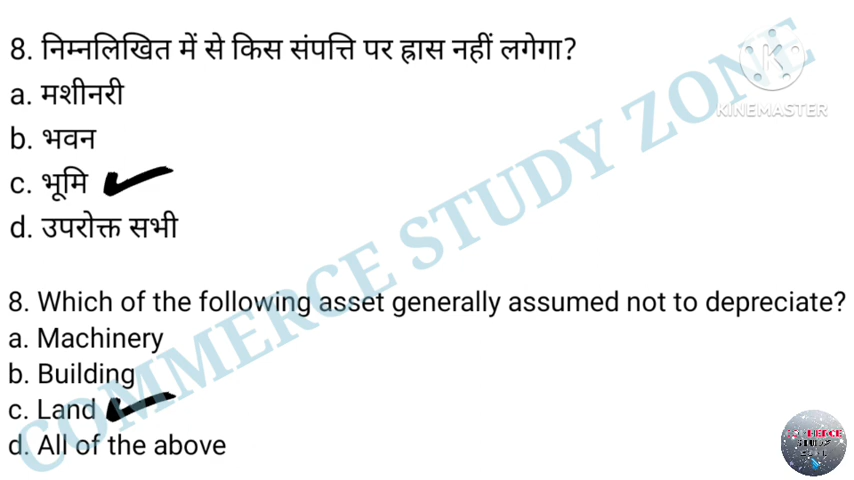 8. निम्नलिखित में से किस संपत्ति पर ह्रास नहीं लगेगा?
a. मशीनरी
b. भवन
c. भूमि
d. उपरोक्त सभी
8. Which of the following asset generally assumed not to depreciate?
a. Machinery
b. Building
c. Land
d. All of the above
COMMERCE STUDY ZONE
K
KINEMASTER